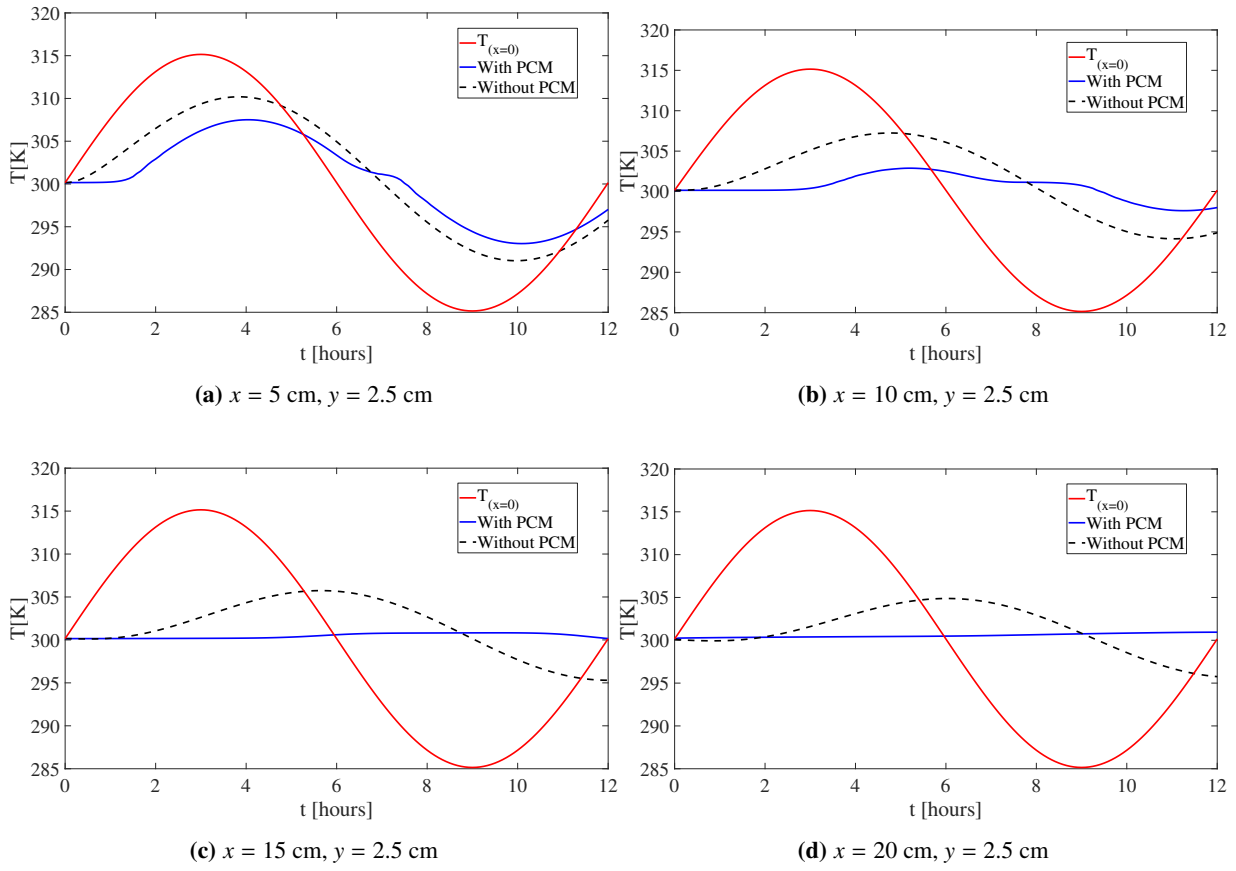 320
315
310
305
300
295
290
285
T[K]
0 2 4 6 8 10 12
t [hours]
T(x=0)
With PCM
Without PCM
(a) x = 5 cm, y = 2.5 cm
320
315
310
305
300
295
290
285
T[K]
0 2 4 6 8 10 12
t [hours]
T(x=0)
With PCM
Without PCM
(b) x = 10 cm, y = 2.5 cm
320
315
310
305
300
295
290
285
T[K]
0 2 4 6 8 10 12
t [hours]
T(x=0)
With PCM
Without PCM
(c) x = 15 cm, y = 2.5 cm
320
315
310
305
300
295
290
285
T[K]
0 2 4 6 8 10 12
t [hours]
T(x=0)
With PCM
Without PCM
(d) x = 20 cm, y = 2.5 cm